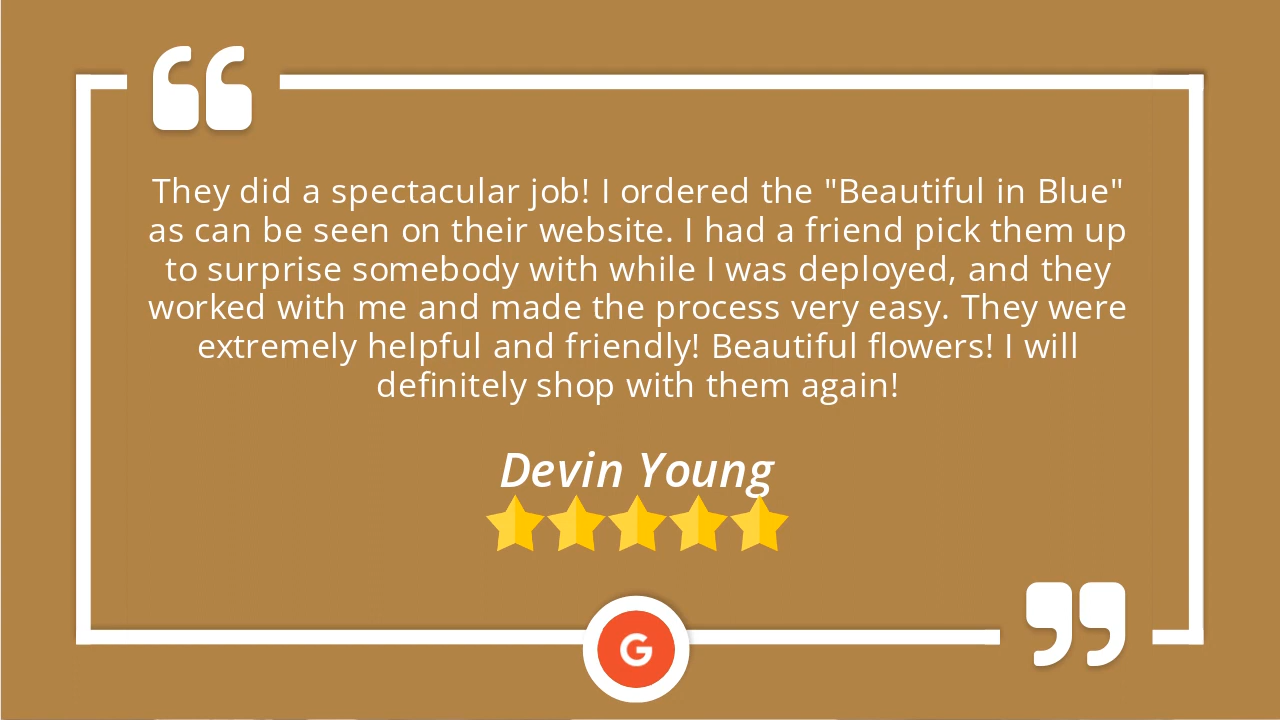 They did a spectacular job! I ordered the "Beautiful in Blue"
as can be seen on their website. I had a friend pick them up
to surprise somebody with while I was deployed, and they
worked with me and made the process very easy. They were
extremely helpful and friendly! Beautiful flowers! I will
definitely shop with them again!
Devin Young
G